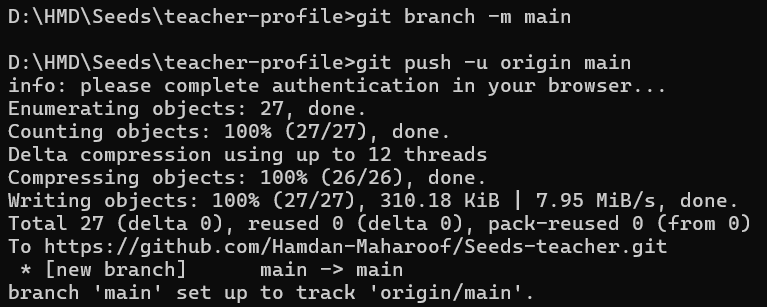 D:\HMD\Seeds\teacher-profile>git branch -m main
D:\HMD\Seeds\teacher-profile>git push -u origin main
info: please complete authentication in your browser...
Enumerating objects: 27, done.
Counting objects: 100% (27/27), done.
Delta compression using up to 12 threads
Compressing objects: 100% (26/26), done.
Writing objects: 100% (27/27), 310.18 KiB | 7.95 MiB/s, done.
Total 27 (delta 0), reused 0 (delta 0), pack-reused 0 (from 0)
To https://github.com/Hamdan-Maharoof/Seeds-teacher.git
 * [new branch]      main -> main
branch 'main' set up to track 'origin/main'.